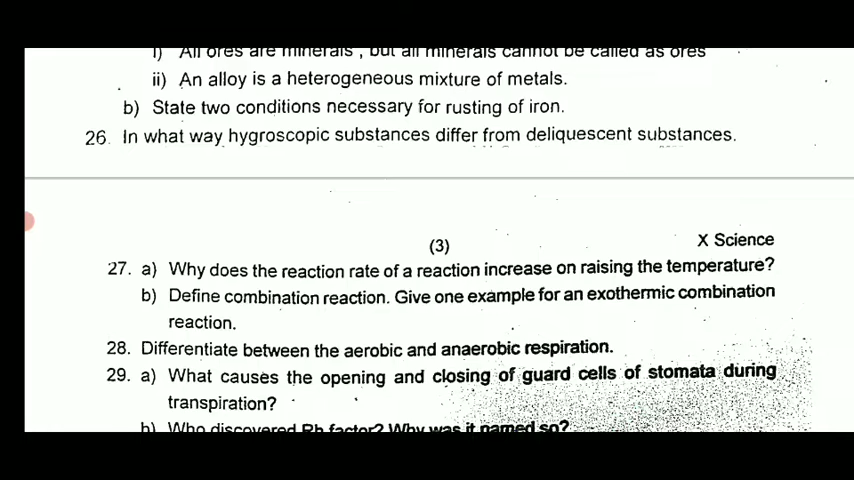 i) All ores are minerals , but all minerals cannot be called as ores
ii) An alloy is a heterogeneous mixture of metals.
b) State two conditions necessary for rusting of iron.
26. In what way hygroscopic substances differ from deliquescent substances.
(3) X Science
27. a) Why does the reaction rate of a reaction increase on raising the temperature?
b) Define combination reaction. Give one example for an exothermic combination
reaction.
28. Differentiate between the aerobic and anaerobic respiration.
29. a) What causes the opening and closing of guard cells of stomata during
transpiration?
b) Who discovered Rh factor? Why was it named so?